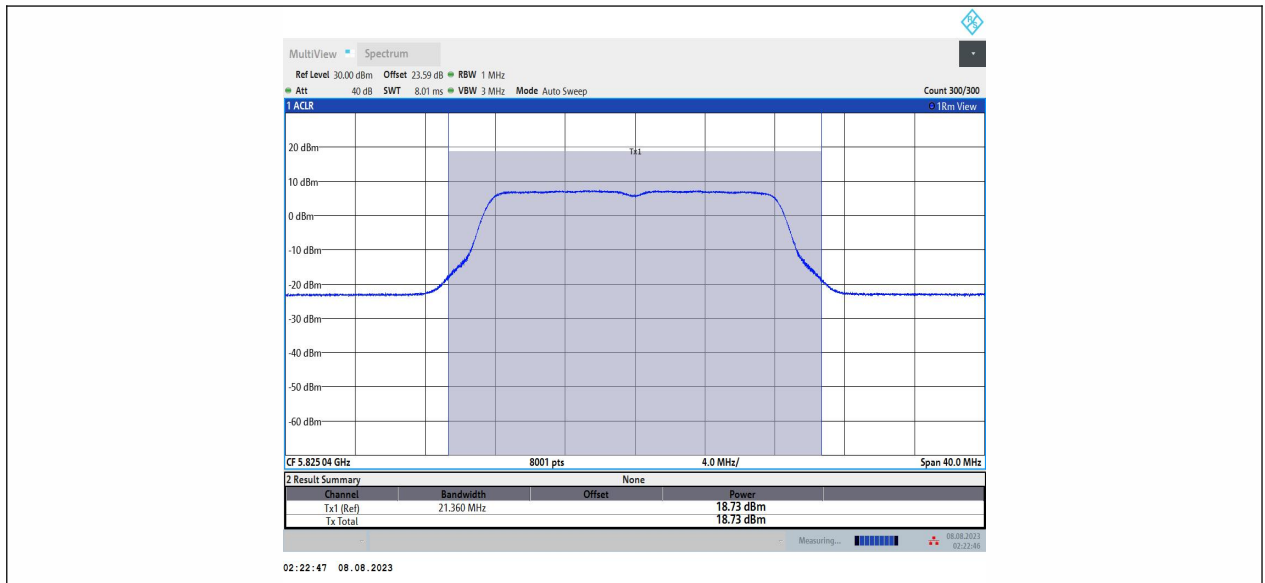 R&S
MultiView Spectrum
Ref Level 30.00 dBm Offset 23.59 dB RBW 1 MHz
Att 40 dB SWT 8.01 ms VBW 3 MHz Mode Auto Sweep Count 300/300
1 ACLR 1Rm View
20 dBm
Tx1
10 dBm
0 dBm
-10 dBm
-20 dBm
-30 dBm
-40 dBm
-50 dBm
-60 dBm
CF 5.825 04 GHz 8001 pts 4.0 MHz/ Span 40.0 MHz
2 Result Summary None
Channel Bandwidth Offset Power
Tx1 (Ref) 21.360 MHz 18.73 dBm
Tx Total 18.73 dBm
Measuring... 08.08.2023
02:22:46
02:22:47 08.08.2023